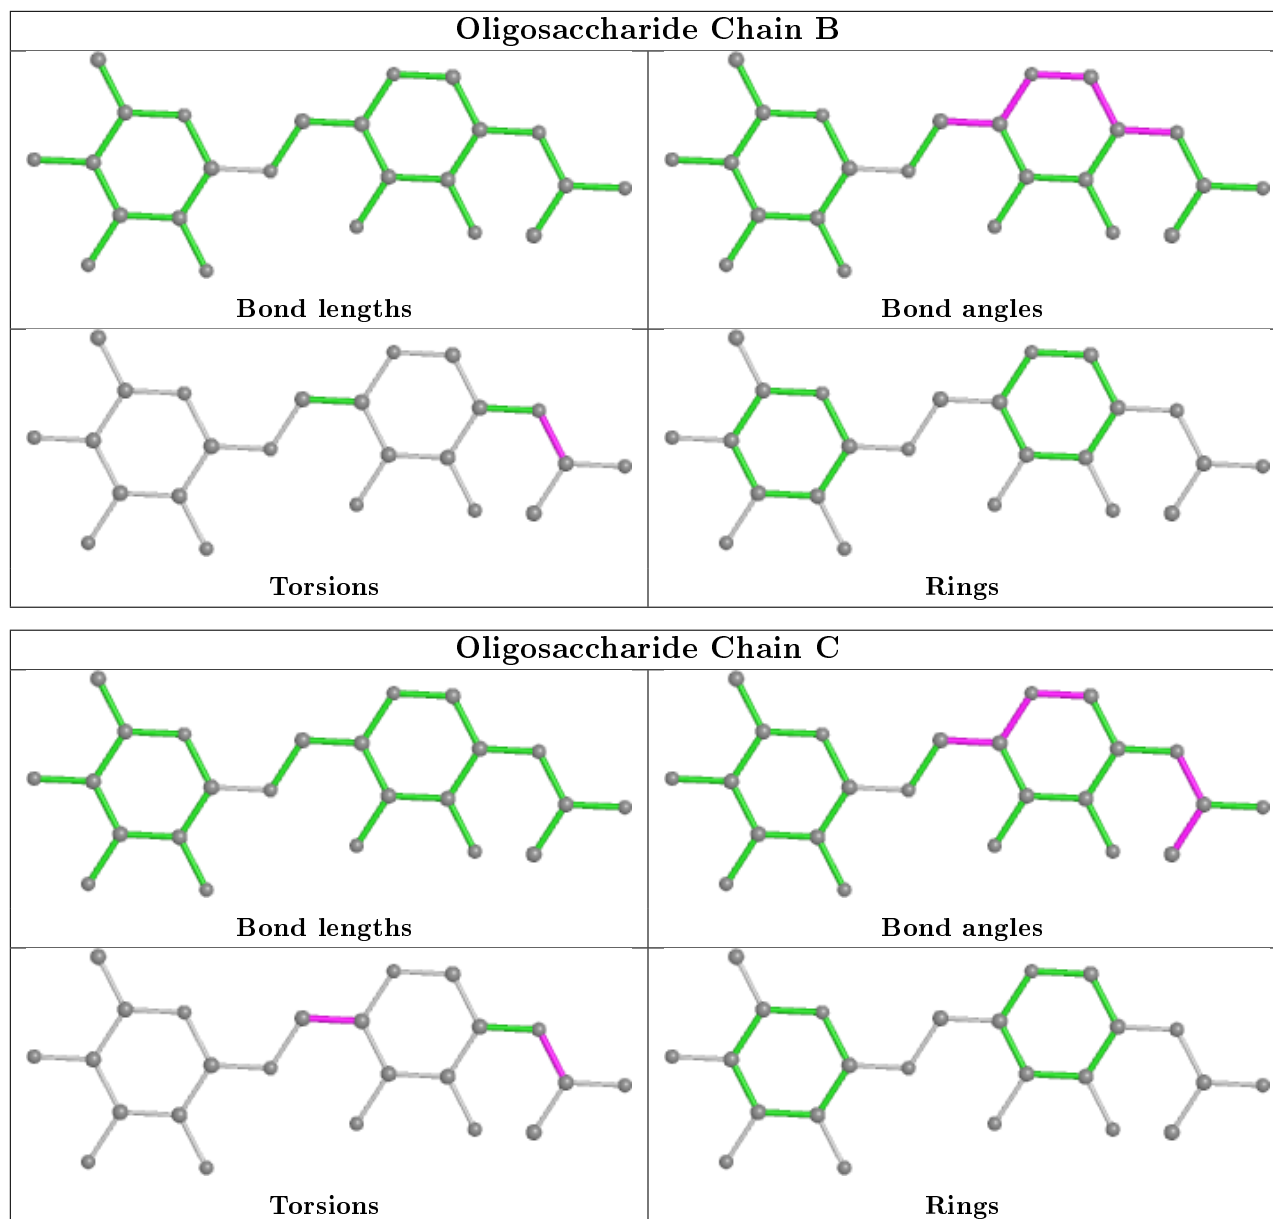 Oligosaccharide Chain B
Bond lengths
Bond angles
Torsions
Rings
Oligosaccharide Chain C
Bond lengths
Bond angles
Torsions
Rings